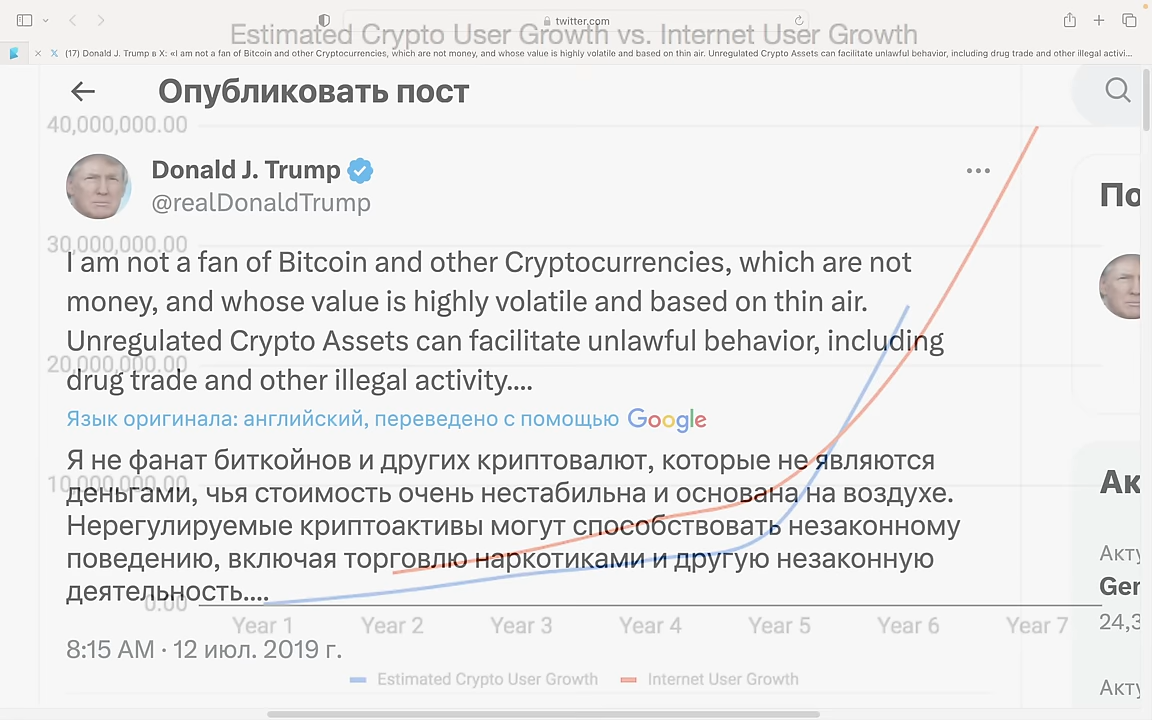 twitter.com
Estimated Crypto User Growth vs. Internet User Growth
(17) Donald J. Trump в X: «I am not a fan of Bitcoin and other Cryptocurrencies, which are not money, and whose value is highly volatile and based on thin air. Unregulated Crypto Assets can facilitate unlawful behavior, including drug trade and other illegal activi...
Опубликовать пост
40,000,000.00
Donald J. Trump
@realDonaldTrump
По
30,000,000.00
I am not a fan of Bitcoin and other Cryptocurrencies, which are not
money, and whose value is highly volatile and based on thin air.
Unregulated Crypto Assets can facilitate unlawful behavior, including
20,000,000.00
drug trade and other illegal activity....
Язык оригинала: английский, переведено с помощью Google
Я не фанат биткойнов и других криптовалют, которые не являются
10,000,000.00
деньгами, чья стоимость очень нестабильна и основана на воздухе.
Нерегулируемые криптоактивы могут способствовать незаконному
поведению, включая торговлю наркотиками и другую незаконную
деятельность....
0.00
Ак
Акту
Ger
24,3
Year 1 Year 2 Year 3 Year 4 Year 5 Year 6 Year 7
8:15 AM · 12 июл. 2019 г.
Estimated Crypto User Growth Internet User Growth
Акту